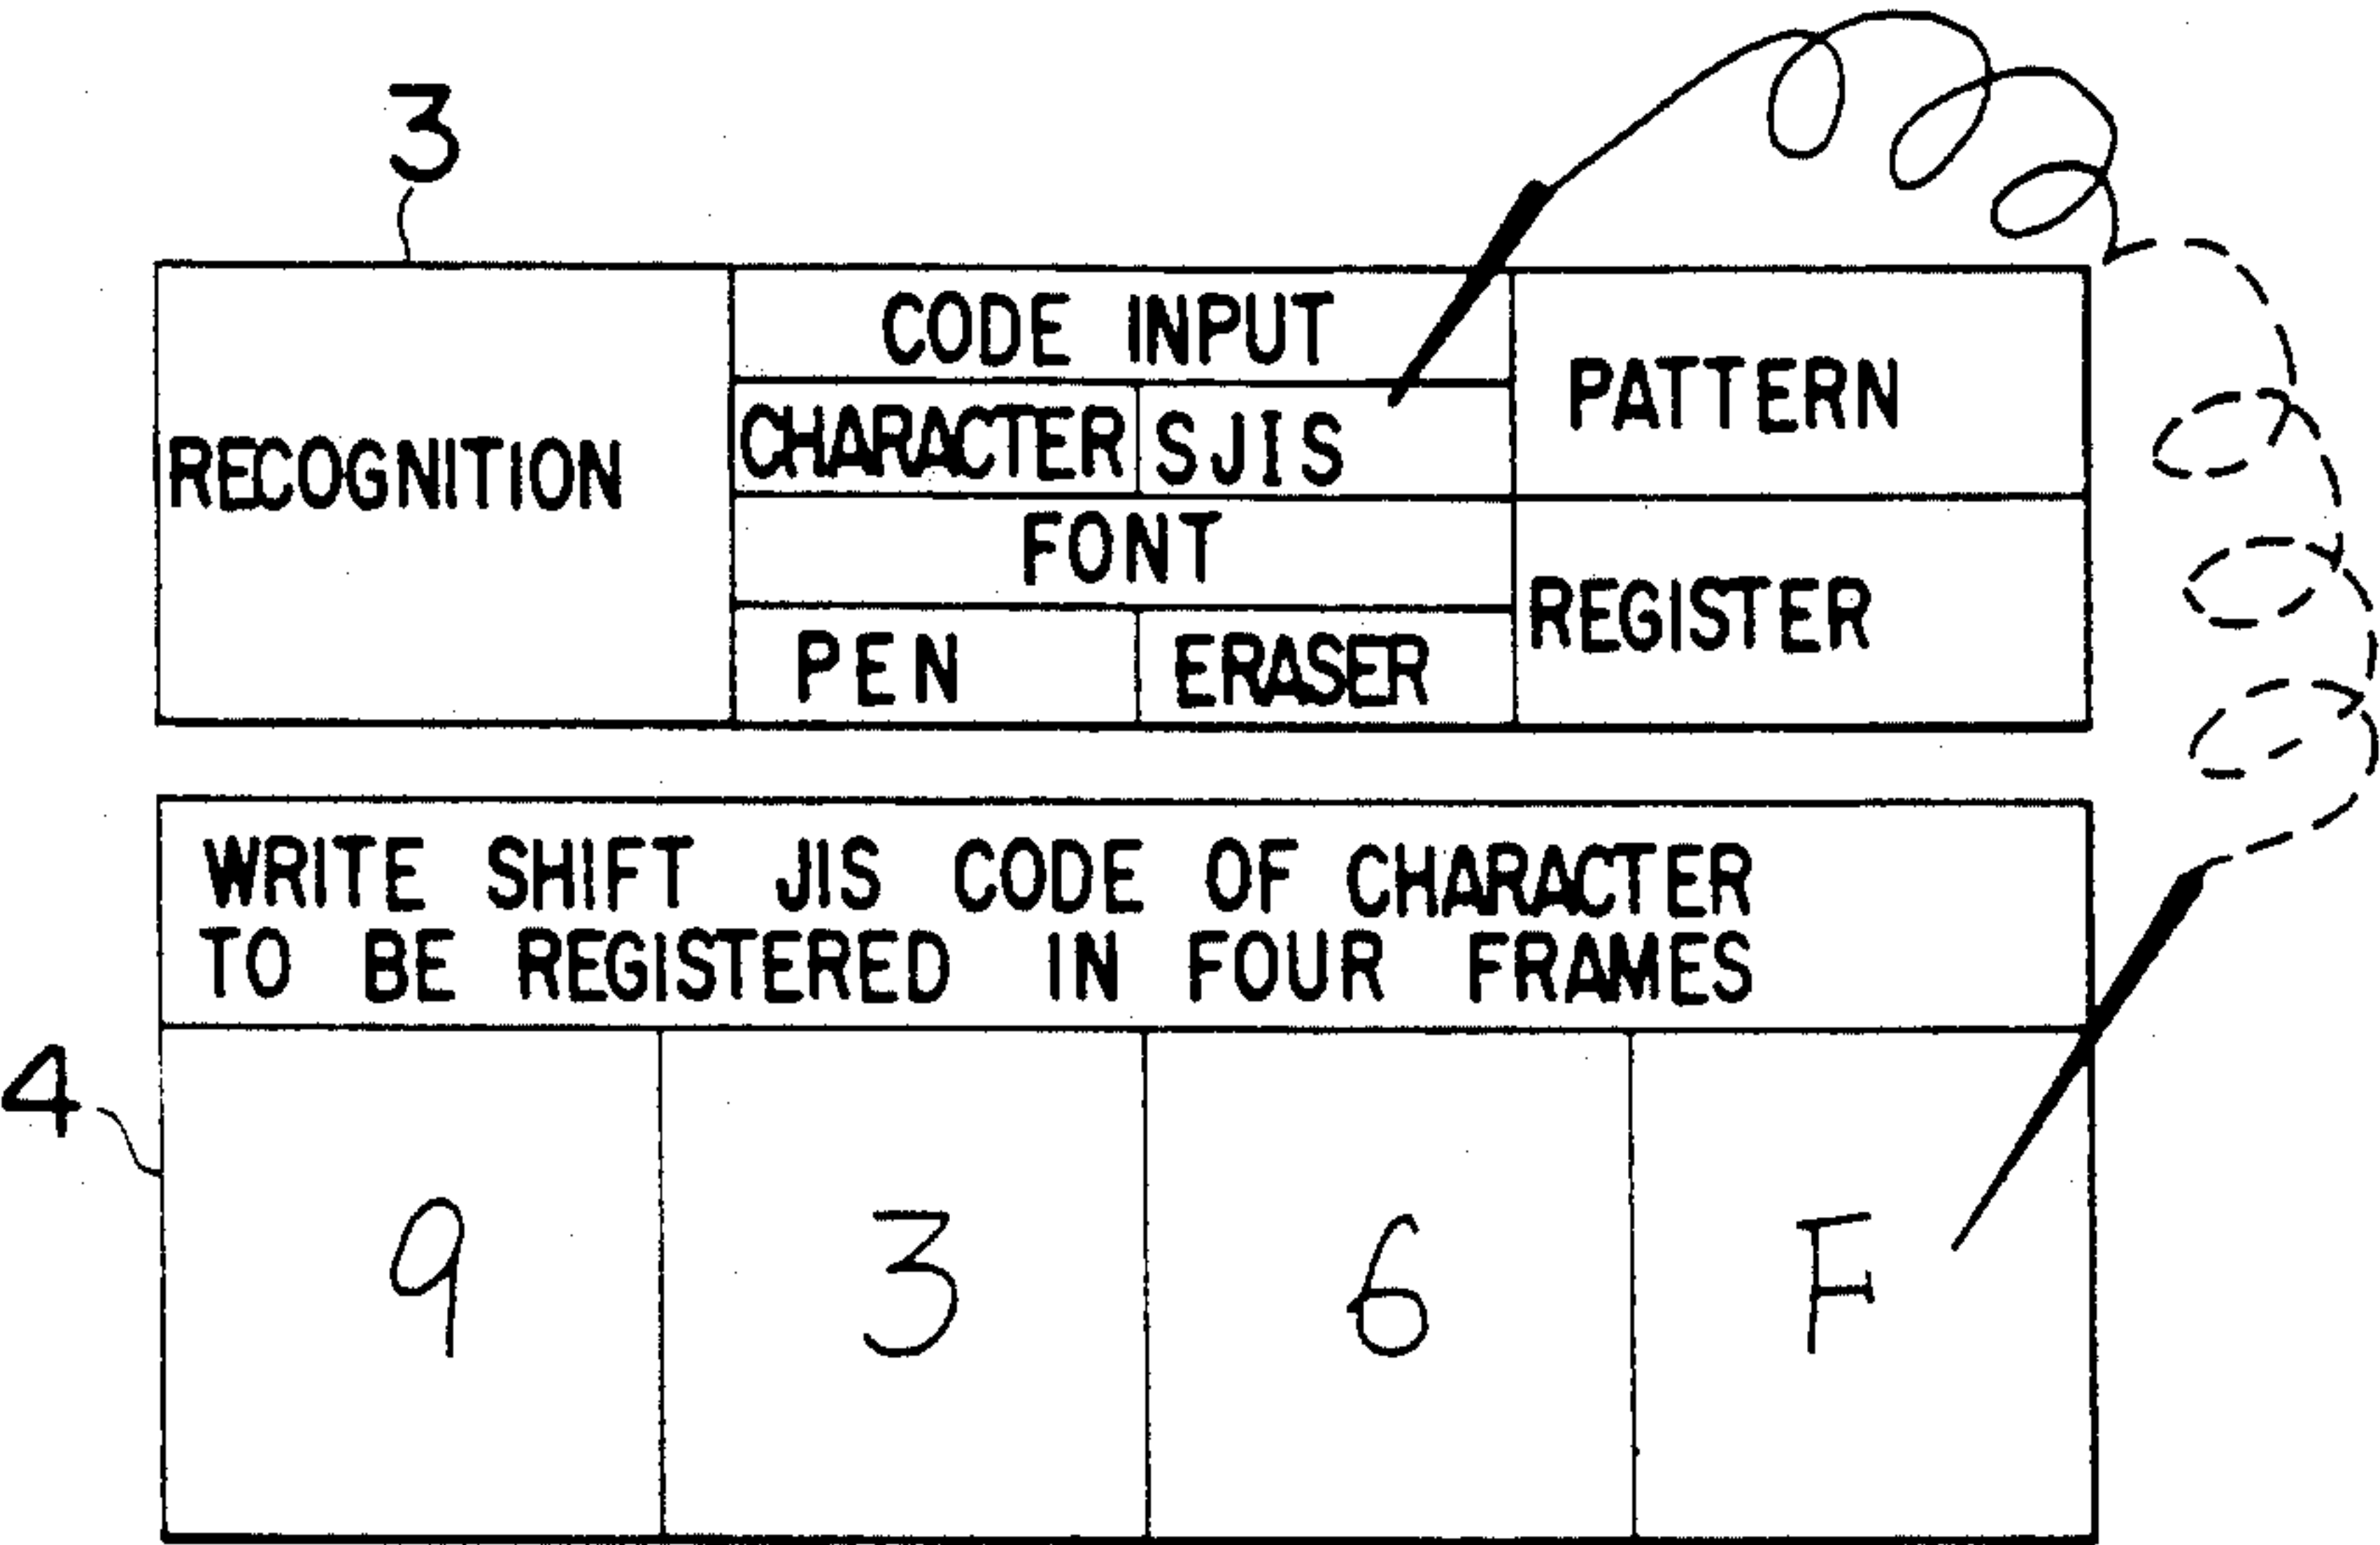 3
RECOGNITION
CODE INPUT
CHARACTER SJIS
FONT
PEN ERASER
PATTERN
REGISTER
WRITE SHIFT JIS CODE OF CHARACTER
TO BE REGISTERED IN FOUR FRAMES
4
9 3 6 F